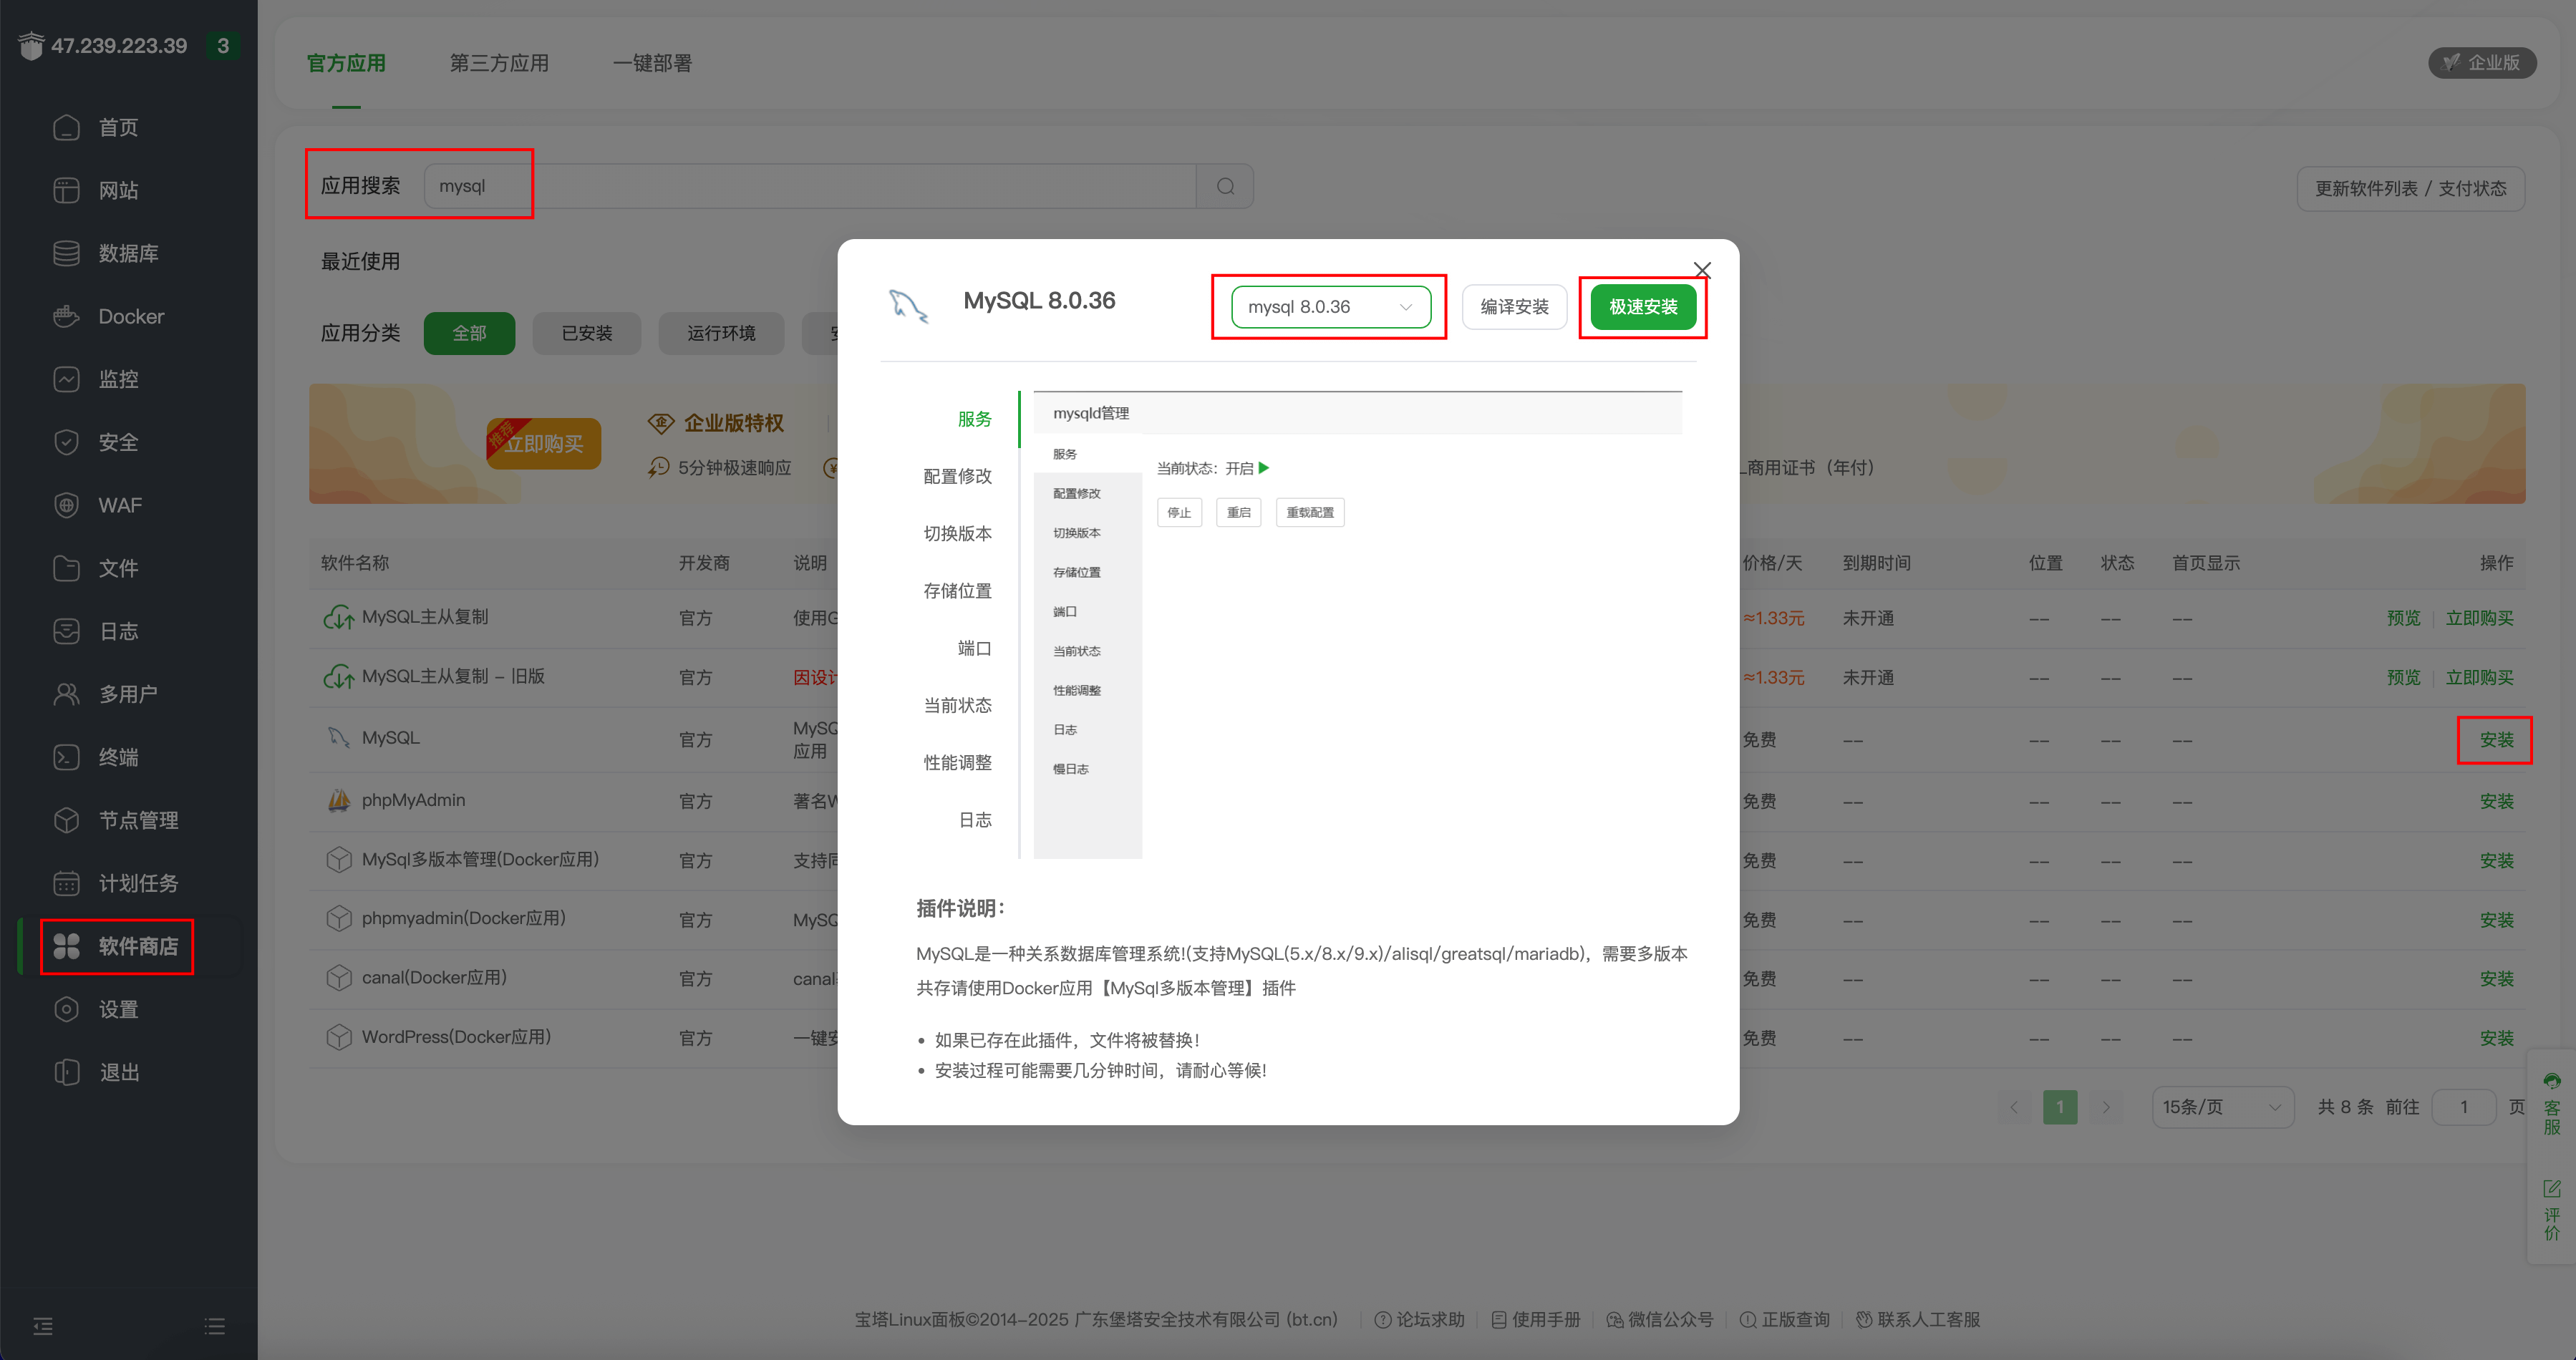 47.239.223.39 3
首页
网站
数据库
Docker
监控
安全
WAF
文件
日志
多用户
终端
节点管理
计划任务
软件商店
设置
退出
官方应用 第三方应用 一键部署
企业版
应用搜索 mysql
更新软件列表 / 支付状态
最近使用
应用分类 全部 已安装 运行环境
推荐 立即购买
企业版特权
5分钟极速响应
商用证书（年付）
软件名称 开发商 说明 价格/天 到期时间 位置 状态 首页显示 操作
MySQL主从复制 官方 使用G ≈1.33元 未开通 -- -- -- 预览 立即购买
MySQL主从复制 - 旧版 官方 因设计 ≈1.33元 未开通 -- -- -- 预览 立即购买
MySQL 官方 MySQ 应用 免费 -- -- -- -- 安装
phpMyAdmin 官方 著名W 免费 -- -- -- -- 安装
MySql多版本管理(Docker应用) 官方 支持同 免费 -- -- -- -- 安装
phpmyadmin(Docker应用) 官方 MySQ 免费 -- -- -- -- 安装
canal(Docker应用) 官方 canal 免费 -- -- -- -- 安装
WordPress(Docker应用) 官方 一键安 免费 -- -- -- -- 安装
1 15条/页 共 8 条 前往 1 页
客服
评价
MySQL 8.0.36 mysql 8.0.36 编译安装 极速安装
服务
配置修改
切换版本
存储位置
端口
当前状态
性能调整
日志
mysqld管理
服务
配置修改
切换版本
存储位置
端口
当前状态
性能调整
日志
慢日志
当前状态：开启
停止 重启 重载配置
插件说明：
MySQL是一种关系数据库管理系统!(支持MySQL(5.x/8.x/9.x)/alisql/greatsql/mariadb)，需要多版本
共存请使用Docker应用【MySql多版本管理】插件
• 如果已存在此插件，文件将被替换!
• 安装过程可能需要几分钟时间，请耐心等候!
宝塔Linux面板©2014-2025 广东堡塔安全技术有限公司 (bt.cn) 论坛求助 使用手册 微信公众号 正版查询 联系人工客服